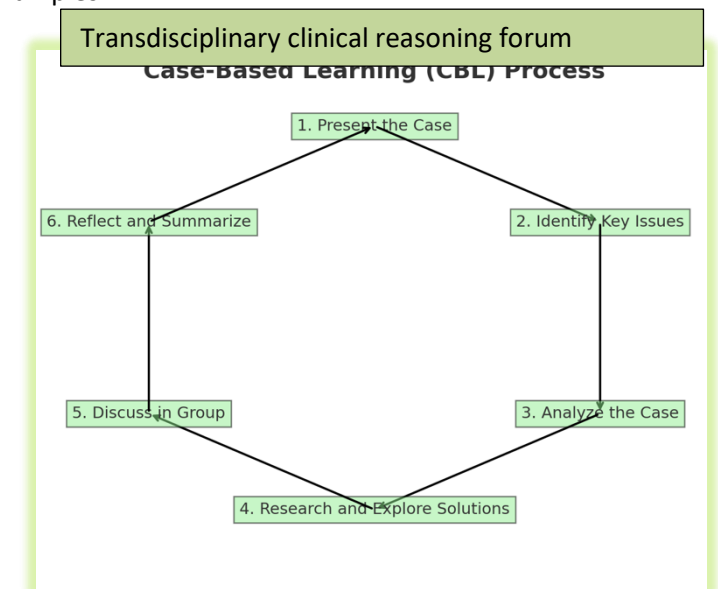 Transdisciplinary clinical reasoning forum
Case-Based Learning (CBL) Process
1. Present the Case
6. Reflect and Summarize
2. Identify Key Issues
5. Discuss in Group
3. Analyze the Case
4. Research and Explore Solutions